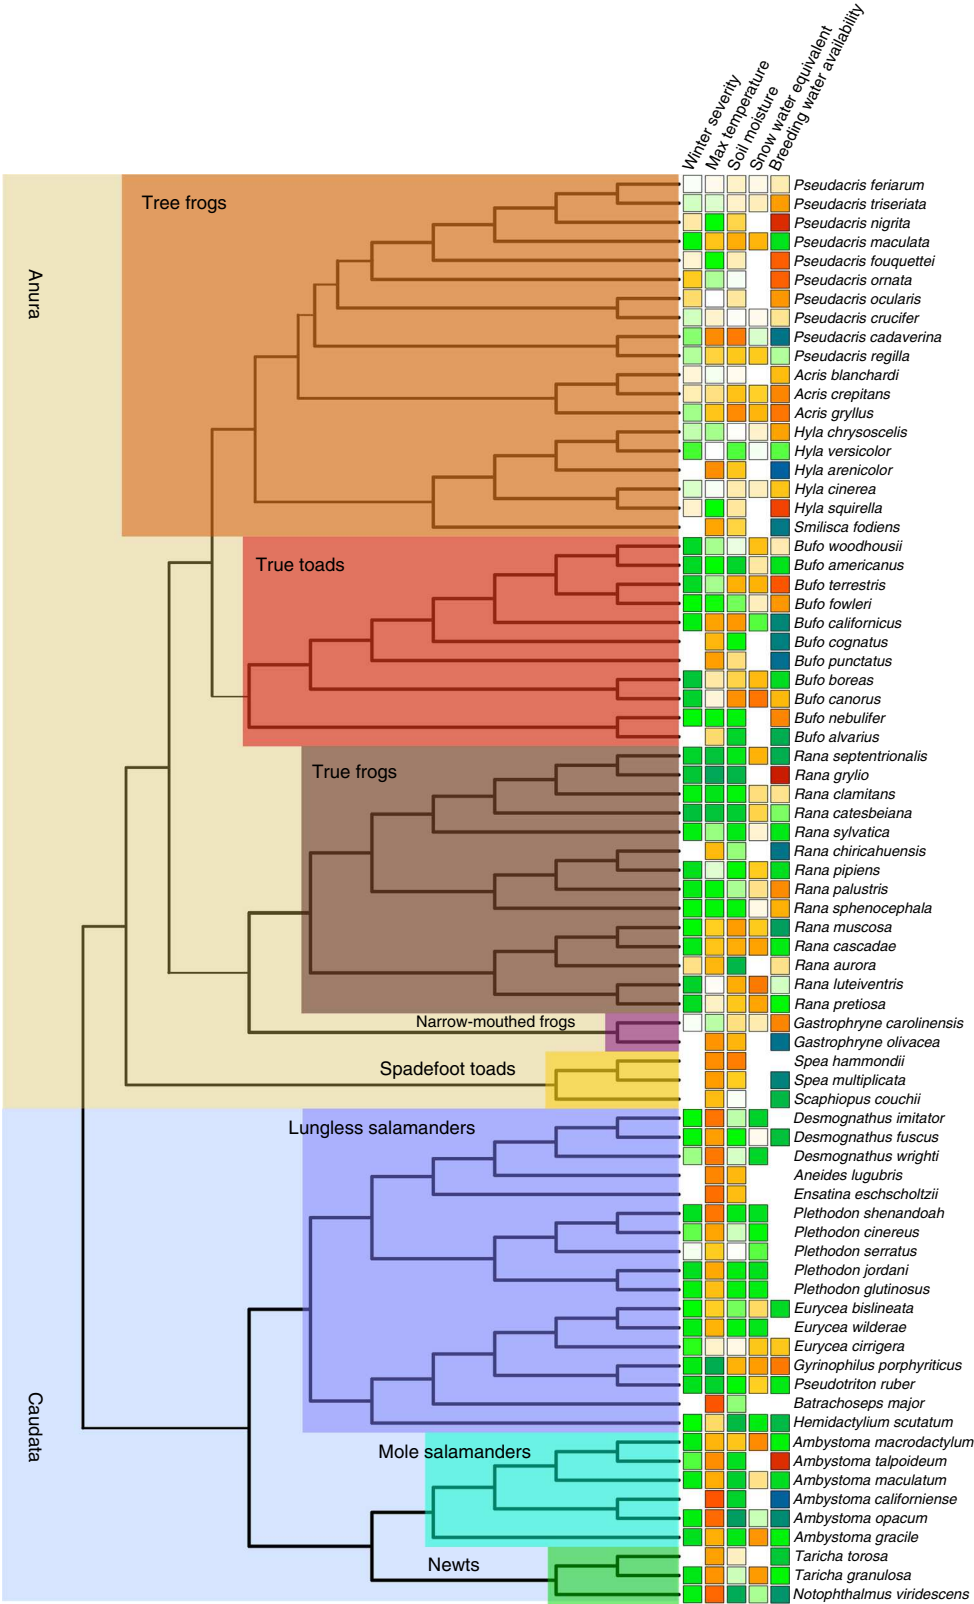 Winter severity
Max temperature
Soil moisture
Snow water equivalent
Breeding water availability
Anura
Tree frogs
Pseudacris feriarum
Pseudacris triseriata
Pseudacris nigrita
Pseudacris maculata
Pseudacris fouquettei
Pseudacris ornata
Pseudacris ocularis
Pseudacris crucifer
Pseudacris cadaverina
Pseudacris regilla
Acris blanchardi
Acris crepitans
Acris gryllus
Hyla chrysoscelis
Hyla versicolor
Hyla arenicolor
Hyla cinerea
Hyla squirella
Smilisca fodiens
True toads
Bufo woodhousii
Bufo americanus
Bufo terrestris
Bufo fowleri
Bufo californicus
Bufo cognatus
Bufo punctatus
Bufo boreas
Bufo canorus
Bufo nebulifer
Bufo alvarius
True frogs
Rana septentrionalis
Rana grylio
Rana clamitans
Rana catesbeiana
Rana sylvatica
Rana chiricahuensis
Rana pipiens
Rana palustris
Rana sphenocephala
Rana muscosa
Rana cascadae
Rana aurora
Rana luteiventris
Rana pretiosa
Narrow-mouthed frogs
Gastrophryne carolinensis
Gastrophryne olivacea
Spadefoot toads
Spea hammondii
Spea multiplicata
Scaphiopus couchii
Caudata
Lungless salamanders
Desmognathus imitator
Desmognathus fuscus
Desmognathus wrighti
Aneides lugubris
Ensatina eschscholtzii
Plethodon shenandoah
Plethodon cinereus
Plethodon serratus
Plethodon jordani
Plethodon glutinosus
Eurycea bislineata
Eurycea wilderae
Eurycea cirrigera
Gyrinophilus porphyriticus
Pseudotriton ruber
Batrachoseps major
Hemidactylium scutatum
Mole salamanders
Ambystoma macrodactylum
Ambystoma talpoideum
Ambystoma maculatum
Ambystoma californiense
Ambystoma opacum
Ambystoma gracile
Newts
Taricha torosa
Taricha granulosa
Notophthalmus viridescens